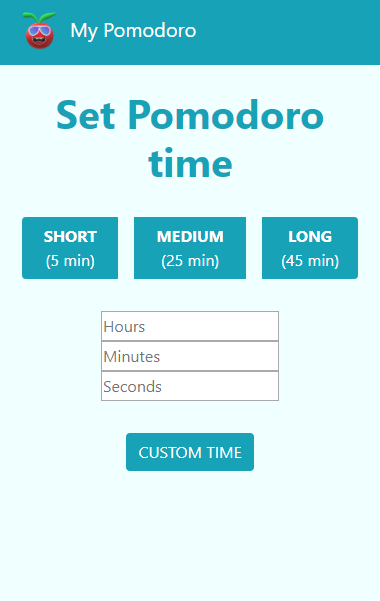 My Pomodoro
Set Pomodoro
time
SHORT
(5 min)
MEDIUM
(25 min)
LONG
(45 min)
Hours
Minutes
Seconds
CUSTOM TIME